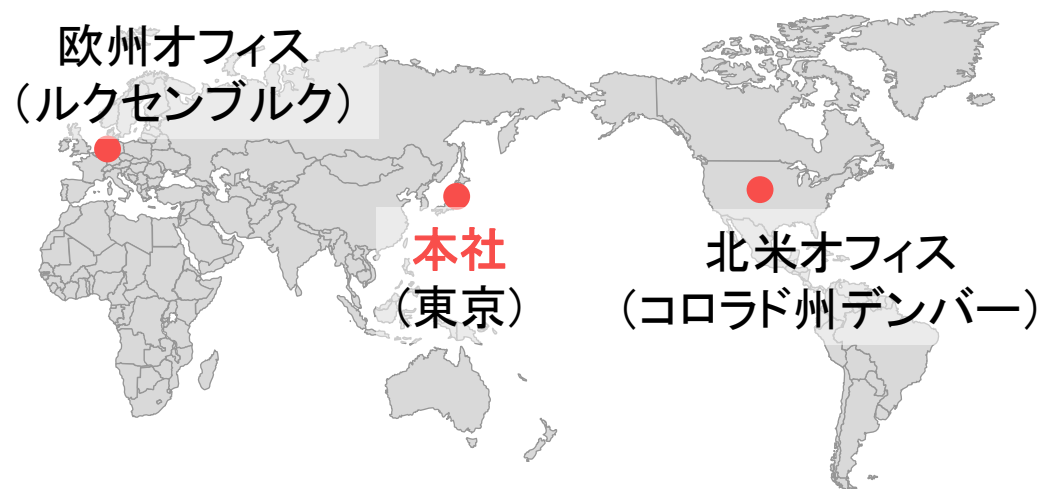 欧州オフィス
（ルクセンブルク）
本社
（東京）
北米オフィス
（コロラド州デンバー）